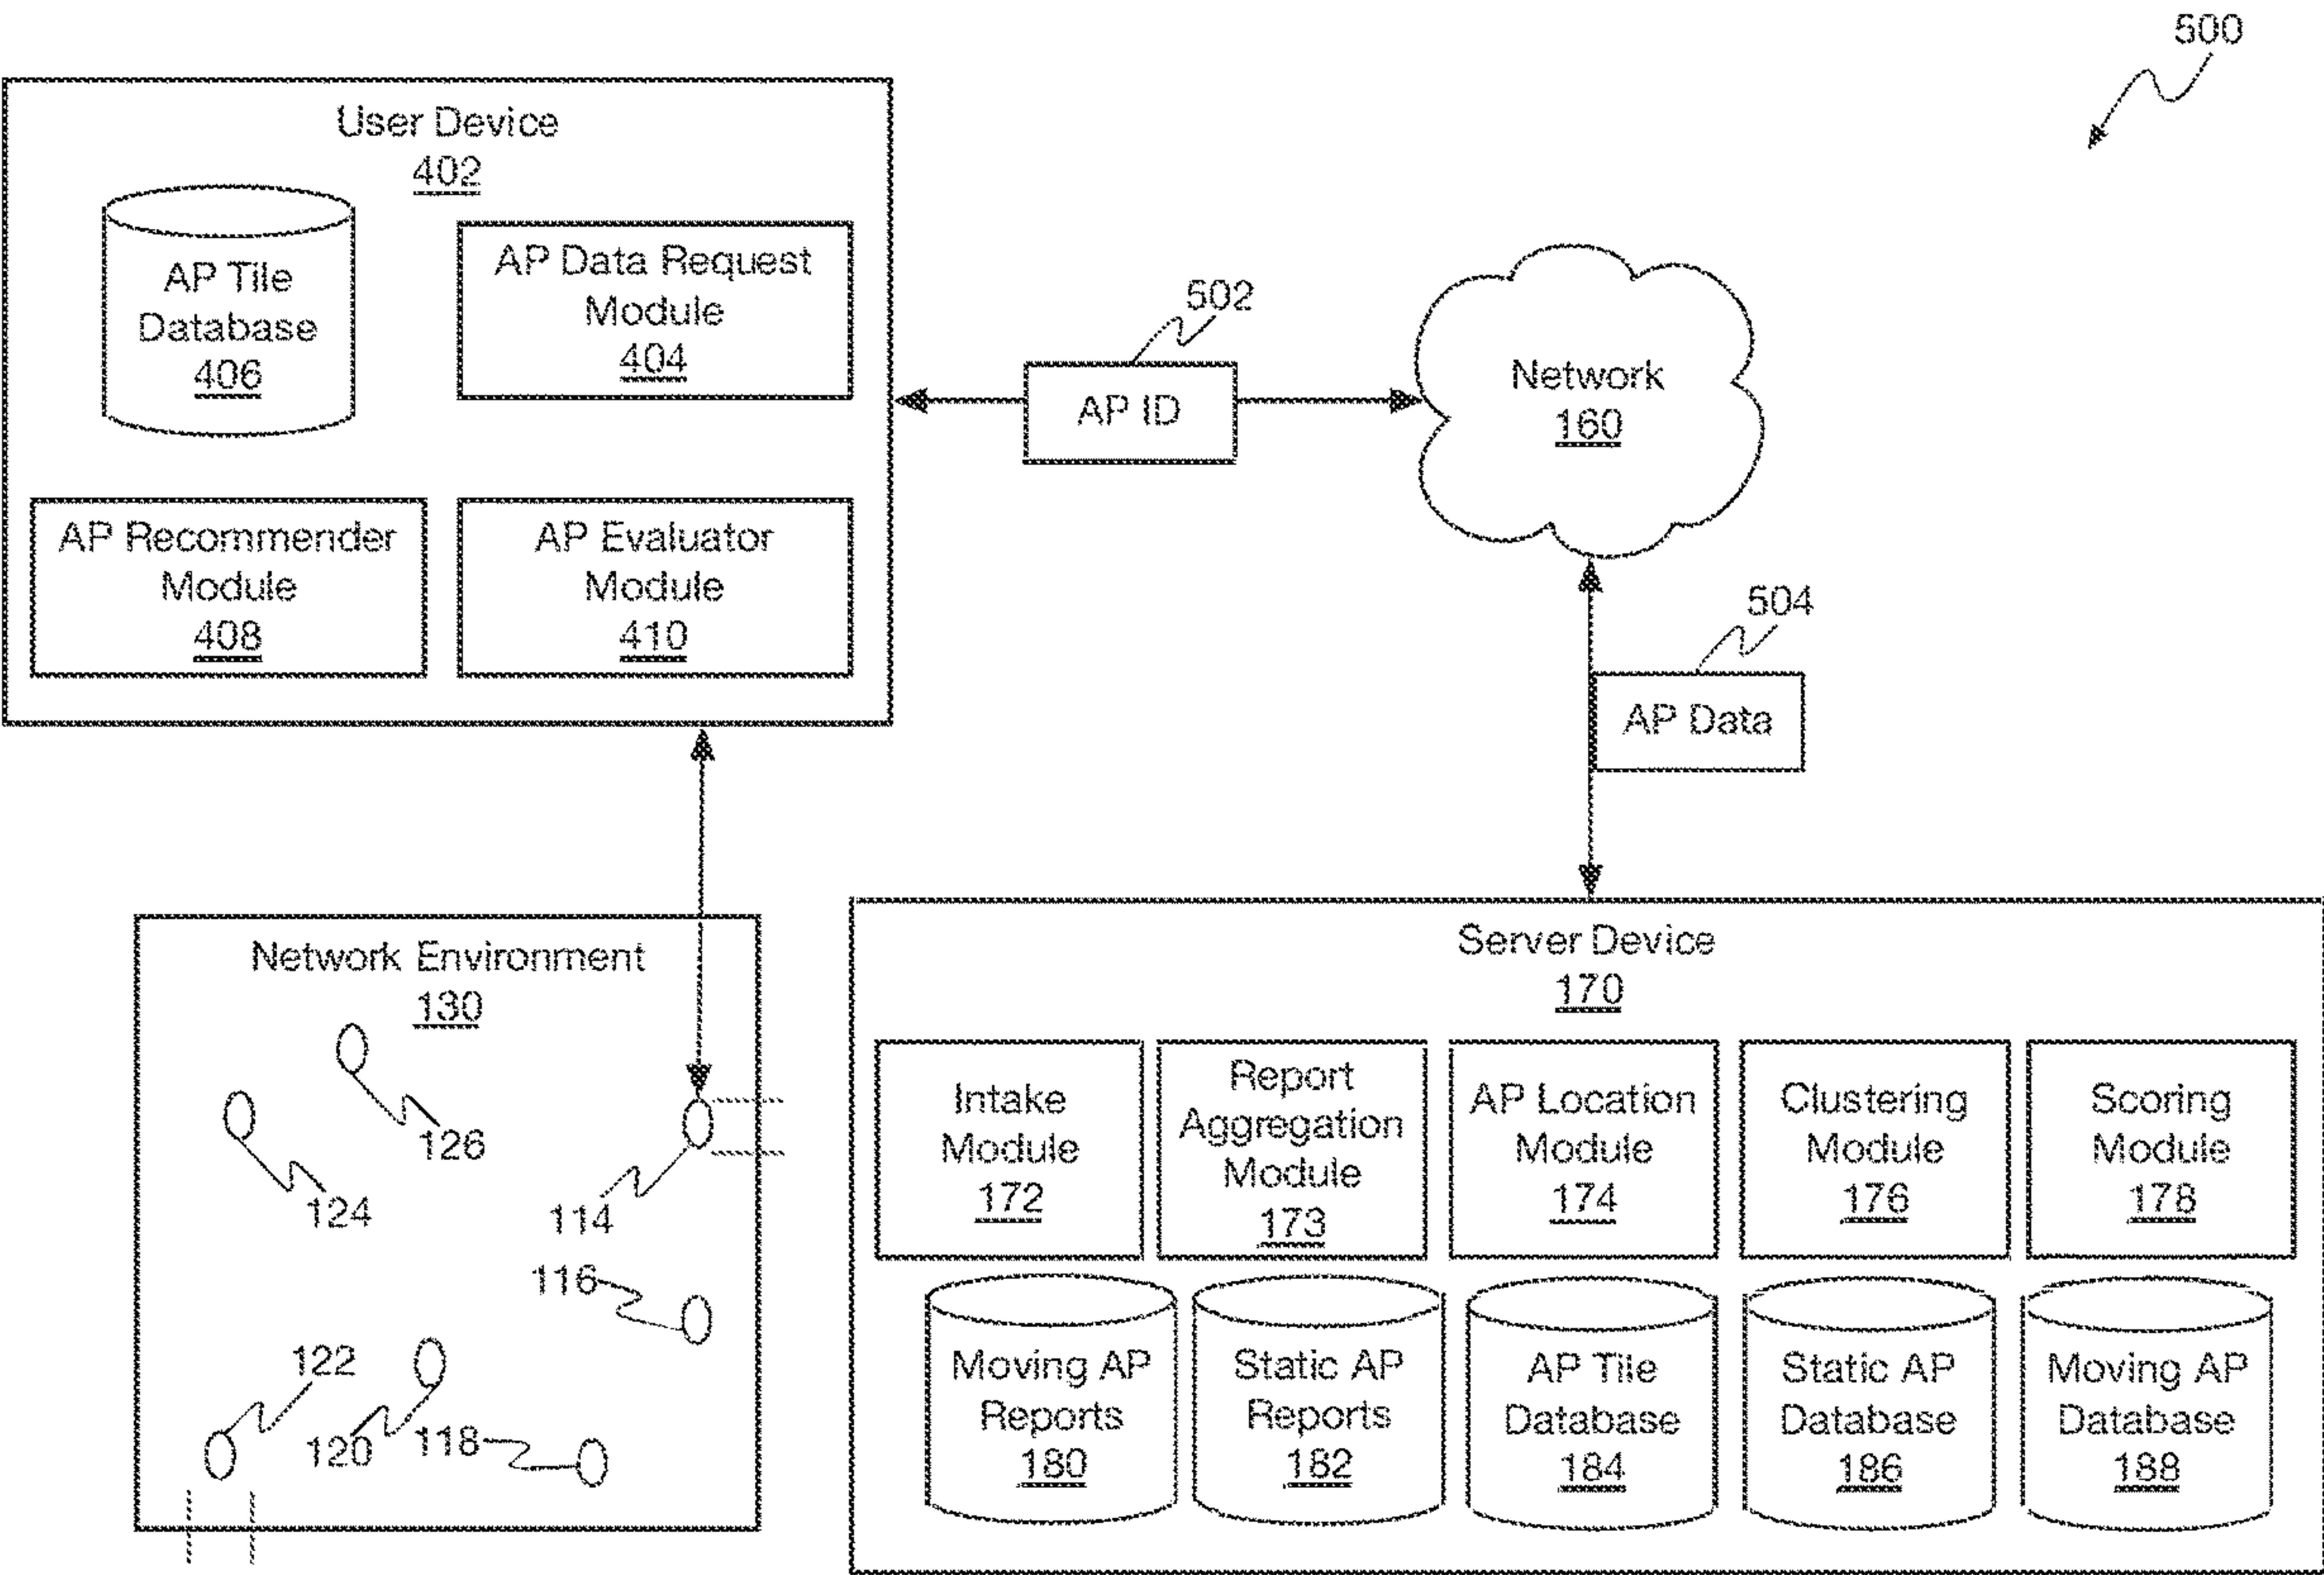 500
User Device
402
AP Tile
Database
406
AP Data Request
Module
404
AP Recommender
Module
408
AP Evaluator
Module
410
502
AP ID
Network
160
504
AP Data
Network Environment
130
126
124
114
116
122
120
118
Server Device
170
Intake
Module
172
Report
Aggregation
Module
173
AP Location
Module
174
Clustering
Module
176
Scoring
Module
178
Moving AP
Reports
180
Static AP
Reports
182
AP Tile
Database
184
Static AP
Database
186
Moving AP
Database
188